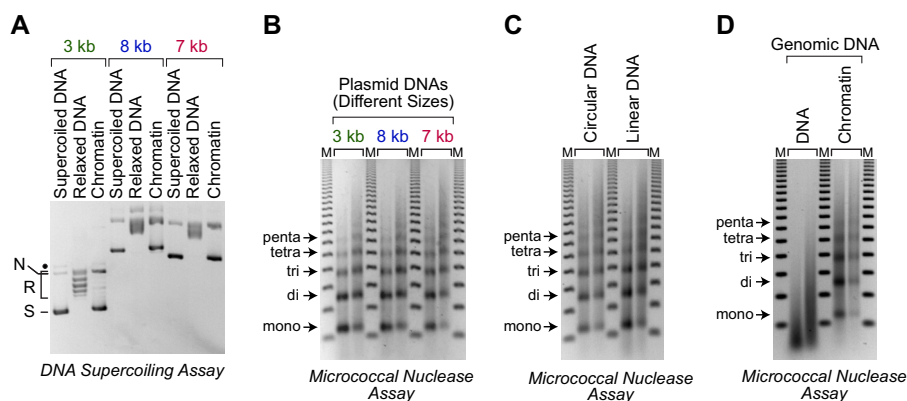 A
3 kb 8 kb 7 kb
Supercoiled DNA
Relaxed DNA
Chromatin
Supercoiled DNA
Relaxed DNA
Chromatin
Supercoiled DNA
Relaxed DNA
Chromatin
N
R
S
DNA Supercoiling Assay
B
Plasmid DNAs
(Different Sizes)
3 kb 8 kb 7 kb
M M M M
penta
tetra
tri
di
mono
Micrococcal Nuclease
Assay
C
Circular DNA
Linear DNA
M M M
penta
tetra
tri
di
mono
Micrococcal Nuclease
Assay
D
Genomic DNA
DNA
Chromatin
M M M
penta
tetra
tri
di
mono
Micrococcal Nuclease
Assay